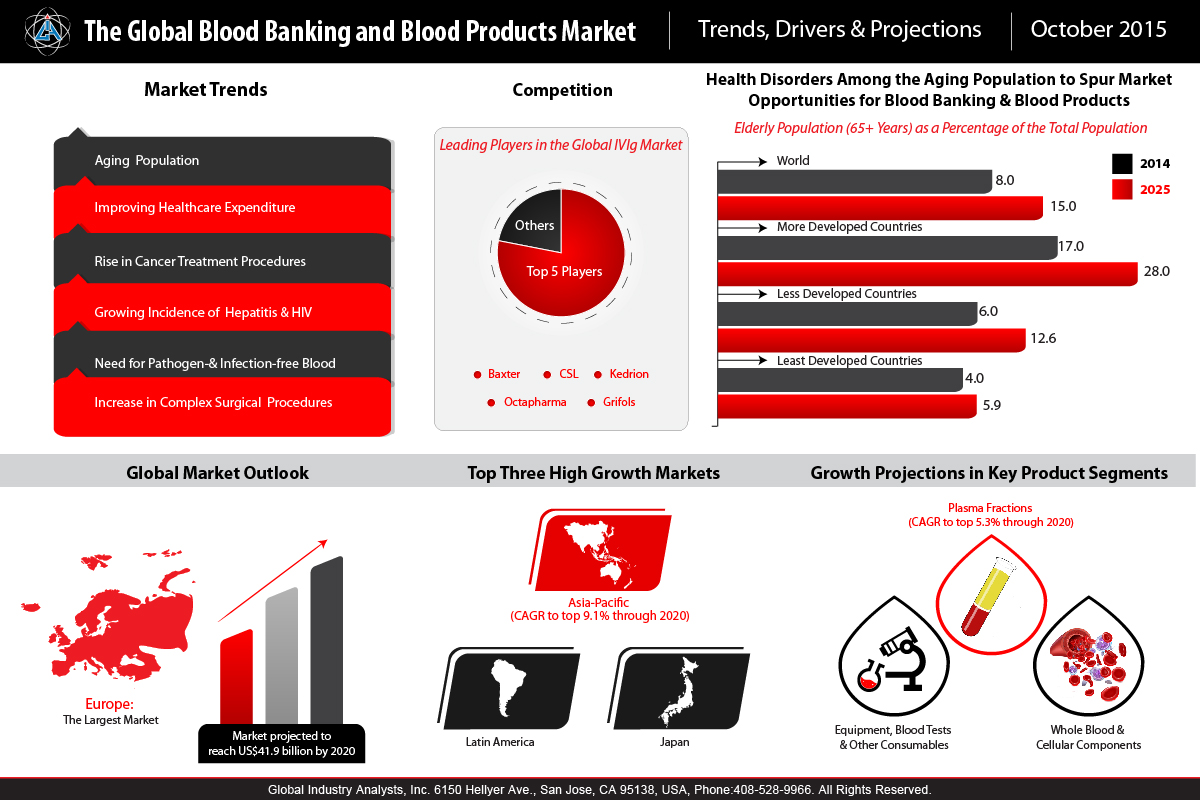 The Global Blood Banking and Blood Products Market
Trends, Drivers & Projections
October 2015
Market Trends
Aging Population
Improving Healthcare Expenditure
Rise in Cancer Treatment Procedures
Growing Incidence of Hepatitis & HIV
Need for Pathogen-& Infection-free Blood
Increase in Complex Surgical Procedures
Competition
Leading Players in the Global IVIg Market
Others
Top 5 Players
Baxter
CSL
Kedrion
Octapharma
Grifols
Health Disorders Among the Aging Population to Spur Market
Opportunities for Blood Banking & Blood Products
Elderly Population (65+ Years) as a Percentage of the Total Population
2014
2025
World
8.0
15.0
More Developed Countries
17.0
28.0
Less Developed Countries
6.0
12.6
Least Developed Countries
4.0
5.9
Global Market Outlook
Europe:
The Largest Market
Market projected to
reach US$41.9 billion by 2020
Top Three High Growth Markets
Asia-Pacific
(CAGR to top 9.1% through 2020)
Latin America
Japan
Growth Projections in Key Product Segments
Plasma Fractions
(CAGR to top 5.3% through 2020)
Equipment, Blood Tests
& Other Consumables
Whole Blood &
Cellular Components
Global Industry Analysts, Inc. 6150 Hellyer Ave., San Jose, CA 95138, USA, Phone:408-528-9966. All Rights Reserved.